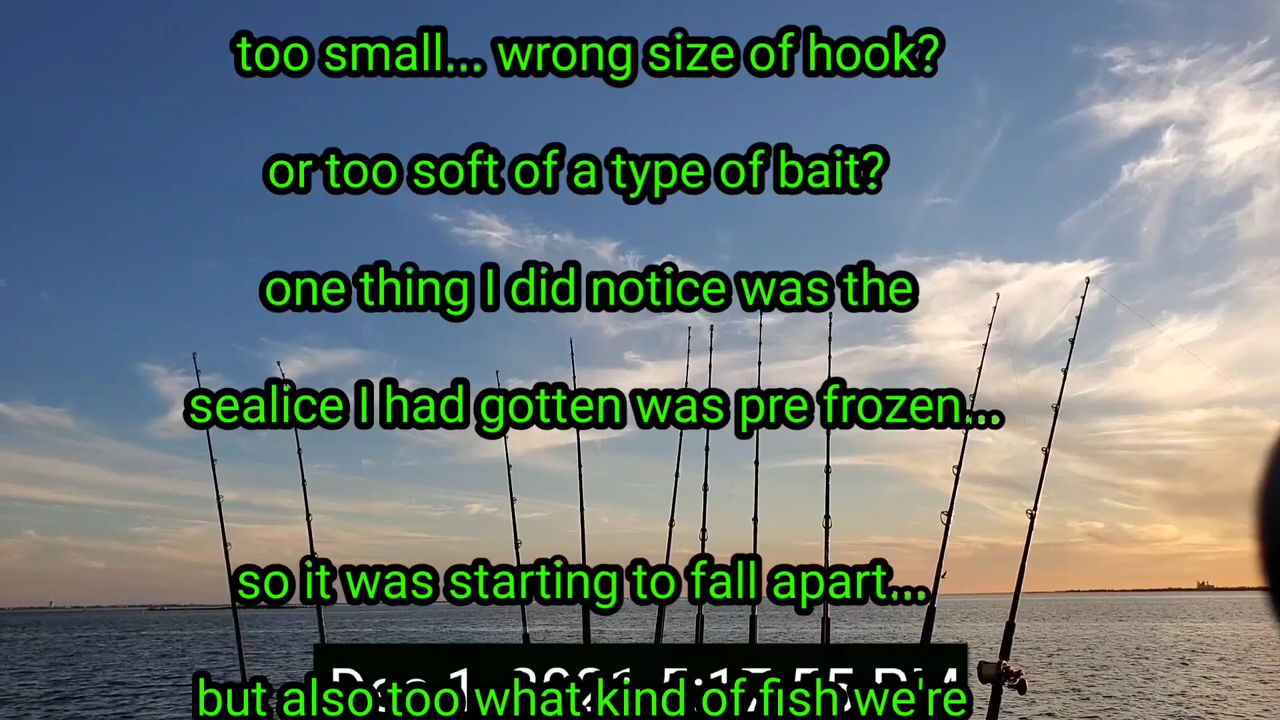 too small... wrong size of hook?
or too soft of a type of bait?
one thing I did notice was the
sealice I had gotten was pre frozen...
so it was starting to fall apart...
but also too what kind of fish we're